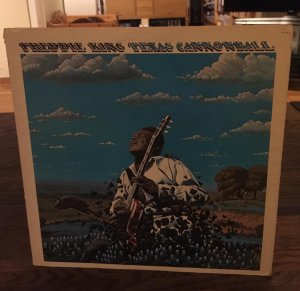 FREDDIE KING TEXAS CANNONBALL